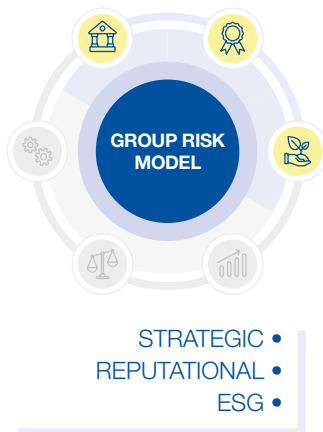 GROUP RISK
MODEL
STRATEGIC •
REPUTATIONAL •
ESG •